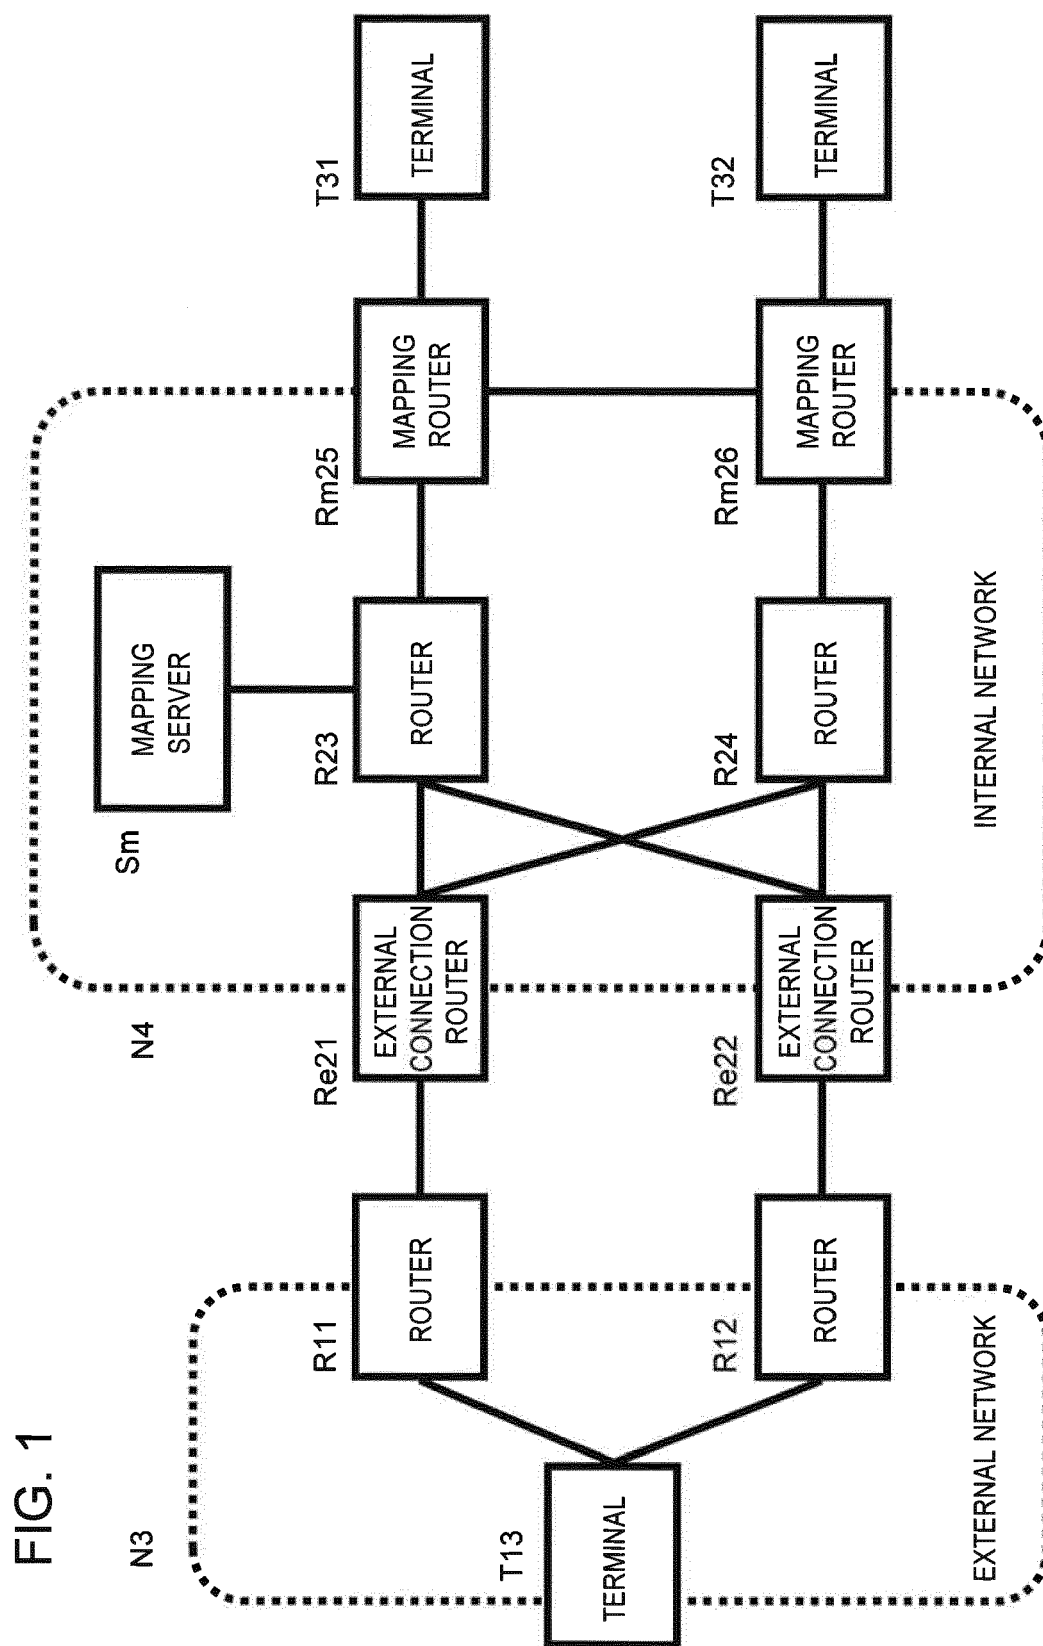 FIG. 1
N3
N4
Sm
MAPPING
SERVER
T13
TERMINAL
R11
ROUTER
Re21
EXTERNAL
CONNECTION
ROUTER
R23
ROUTER
Rm25
MAPPING
ROUTER
T31
TERMINAL
R12
ROUTER
Re22
EXTERNAL
CONNECTION
ROUTER
R24
ROUTER
Rm26
MAPPING
ROUTER
T32
TERMINAL
EXTERNAL NETWORK
INTERNAL NETWORK